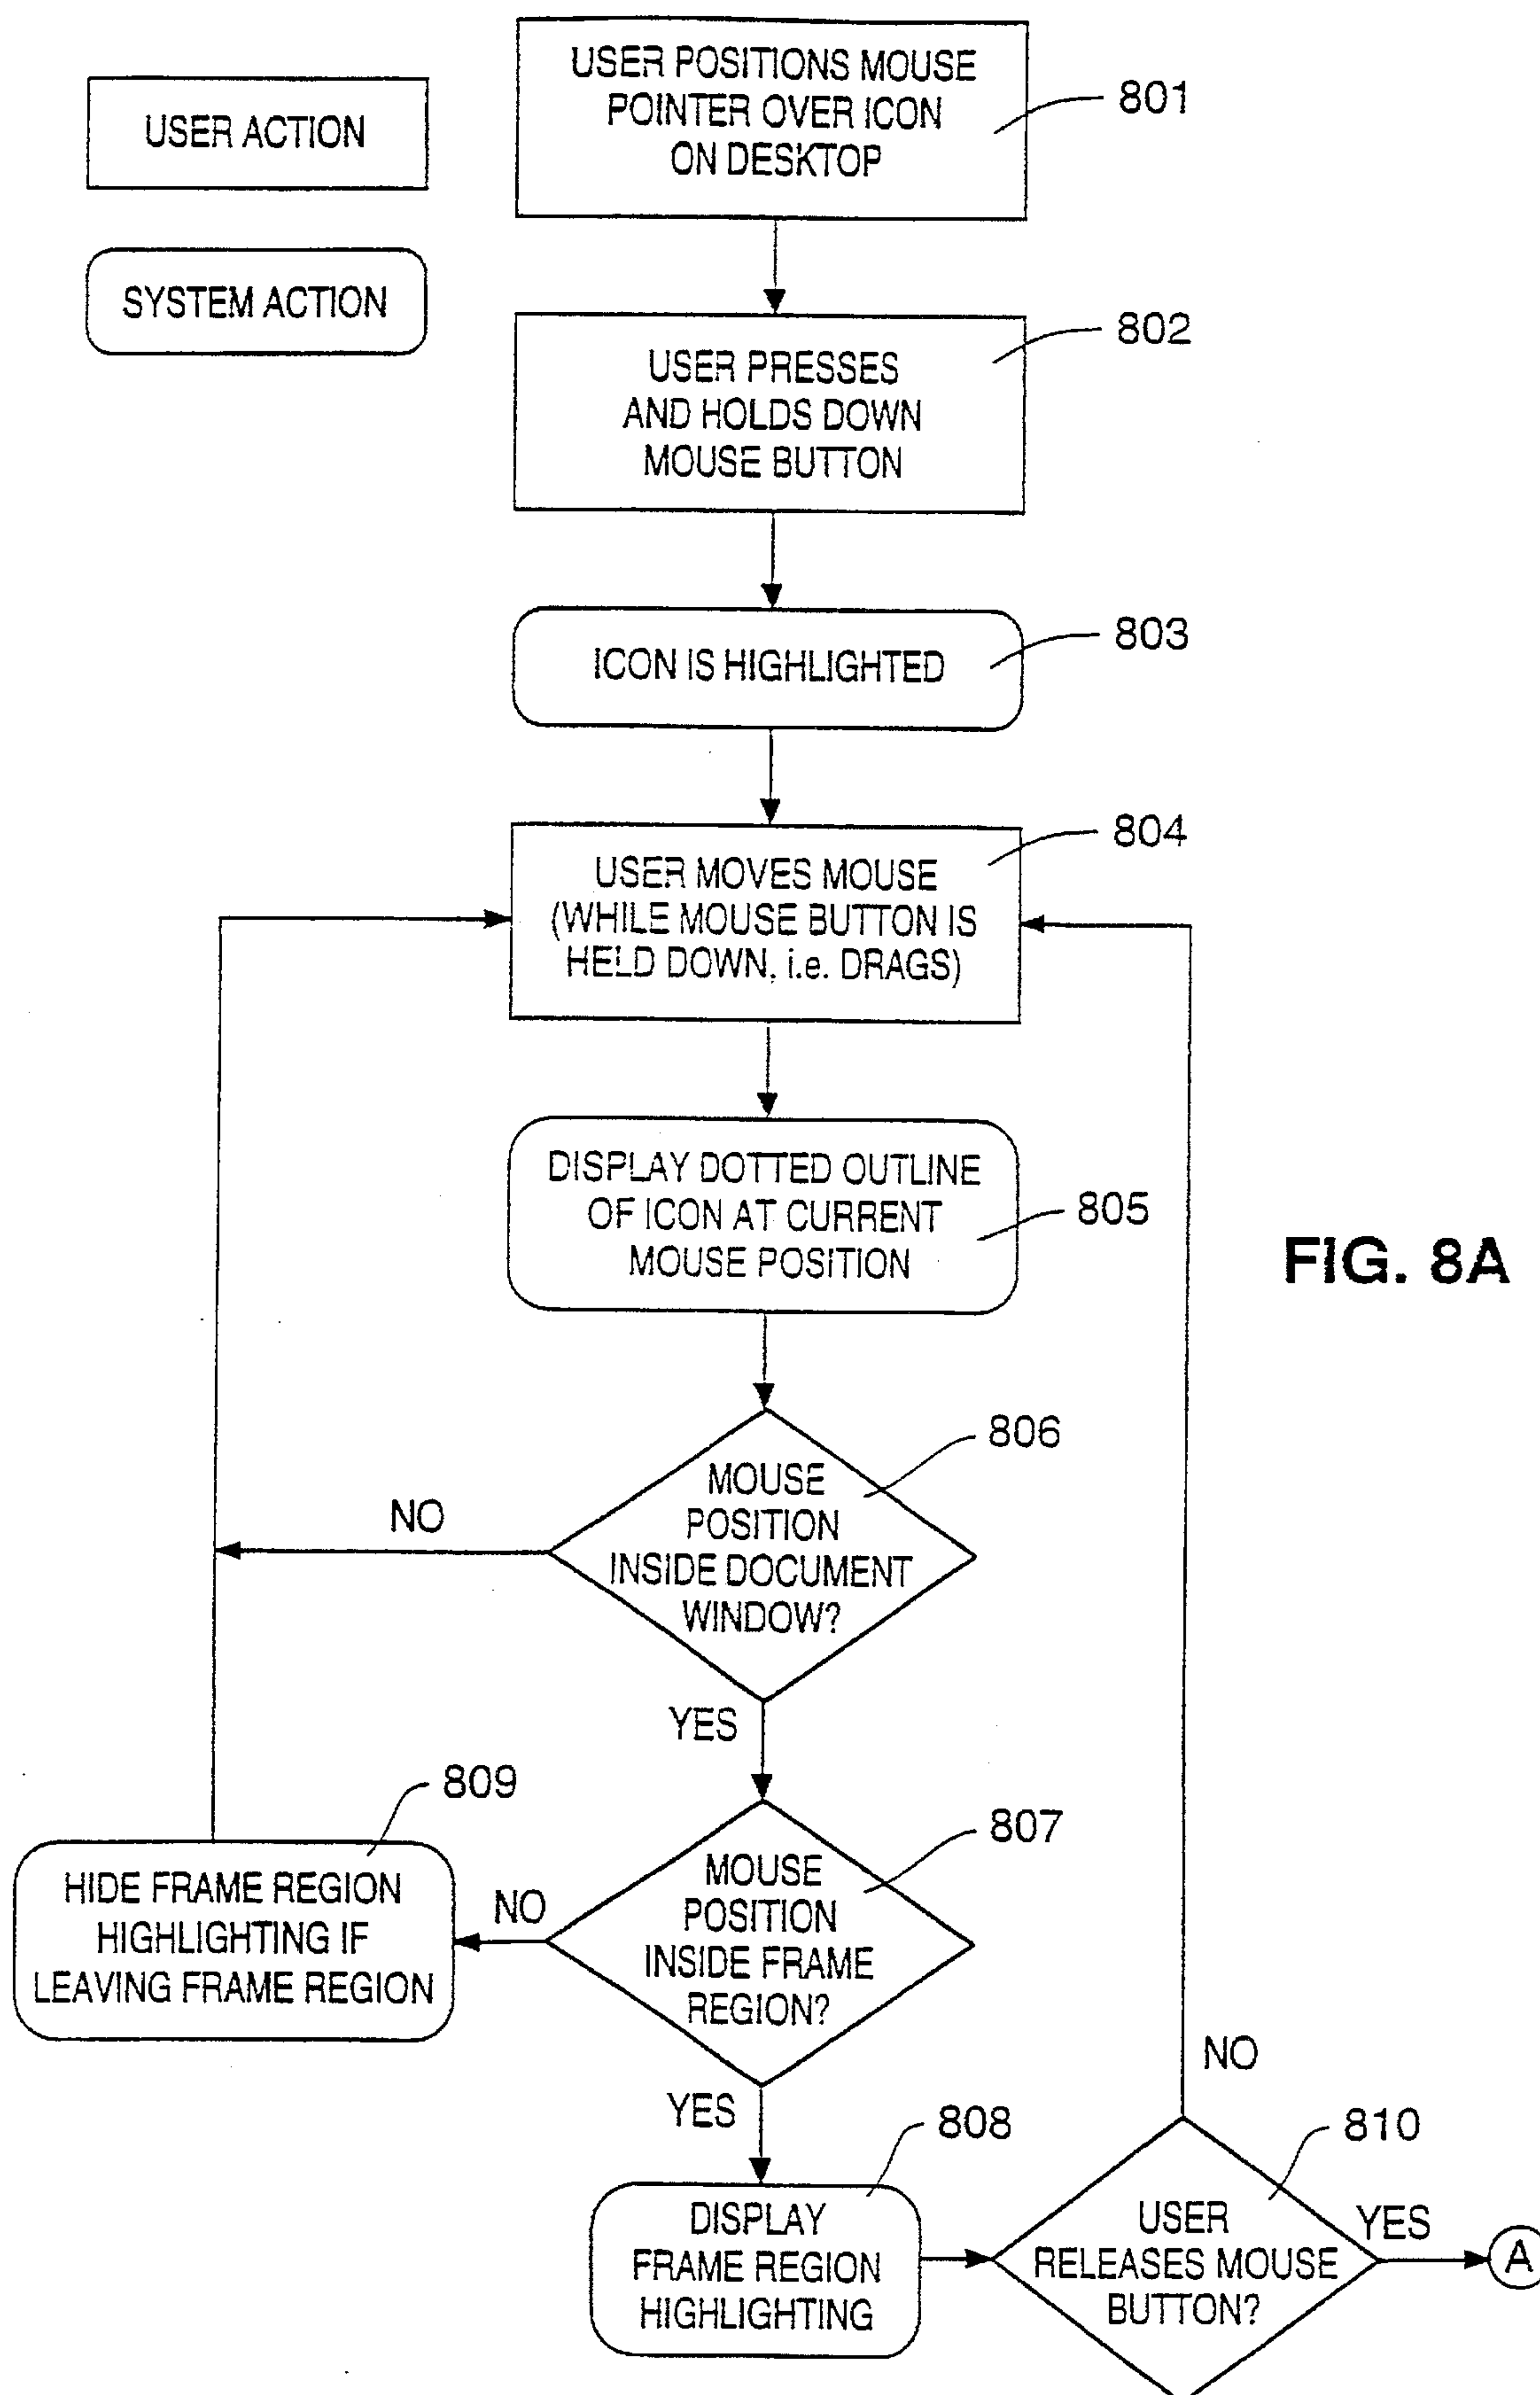 USER ACTION
SYSTEM ACTION
USER POSITIONS MOUSE
POINTER OVER ICON
ON DESKTOP
801
USER PRESSES
AND HOLDS DOWN
MOUSE BUTTON
802
ICON IS HIGHLIGHTED
803
USER MOVES MOUSE
(WHILE MOUSE BUTTON IS
HELD DOWN, i.e. DRAGS)
804
DISPLAY DOTTED OUTLINE
OF ICON AT CURRENT
MOUSE POSITION
805
FIG. 8A
MOUSE
POSITION
INSIDE DOCUMENT
WINDOW?
806
NO
YES
MOUSE
POSITION
INSIDE FRAME
REGION?
807
NO
HIDE FRAME REGION
HIGHLIGHTING IF
LEAVING FRAME REGION
809
YES
DISPLAY
FRAME REGION
HIGHLIGHTING
808
USER
RELEASES MOUSE
BUTTON?
810
NO
YES
A